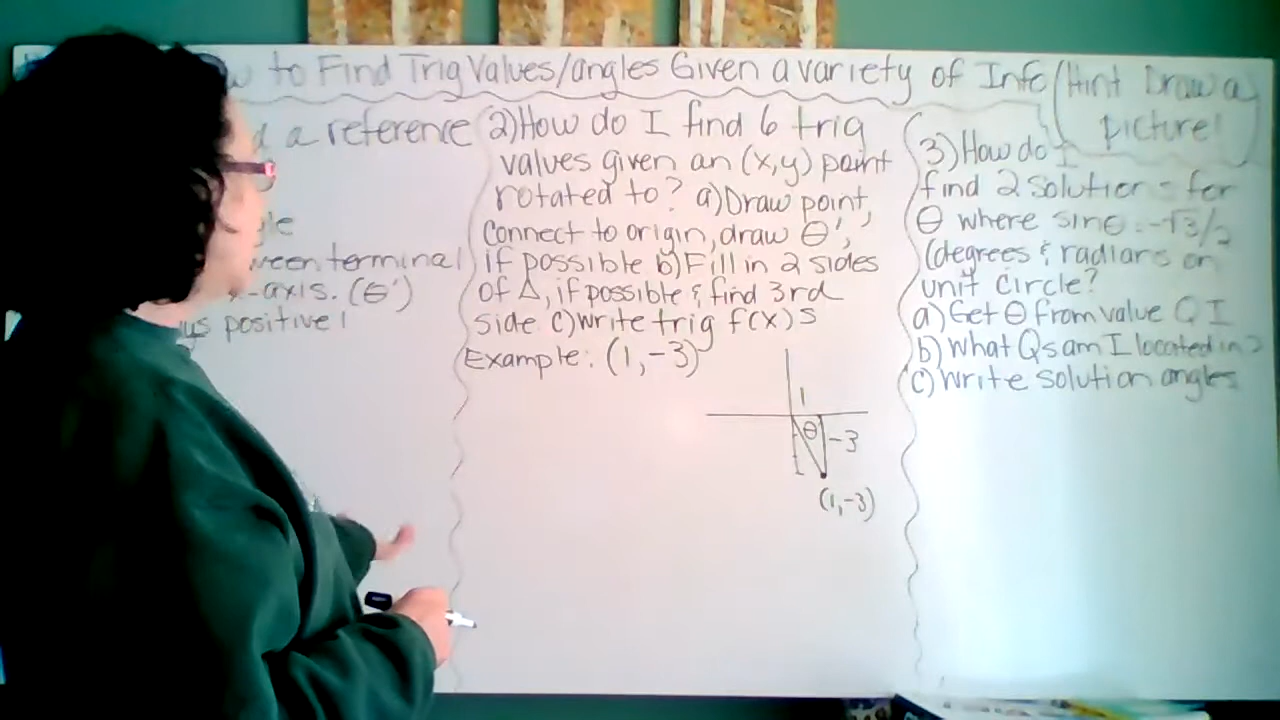 to Find Trig Values/angles Given a variety of Info (Hint Draw a picture!)
a reference
terminal
x-axis. (θ')
positive !
2) How do I find 6 trig
values given an (x,y) point
rotated to? a) Draw point,
connect to origin, draw θ',
if possible b) Fill in 2 sides
of △, if possible & find 3rd
side. c) write trig f(x)s
Example: (1, -3)
1
θ
-3
(1, -3)
3) How do I
find 2 solutions for
θ where sinθ = -√3/2
(degrees & radians on
unit circle?
a) Get θ from value Q I
b) What Qs am I located in?
c) Write solution angles